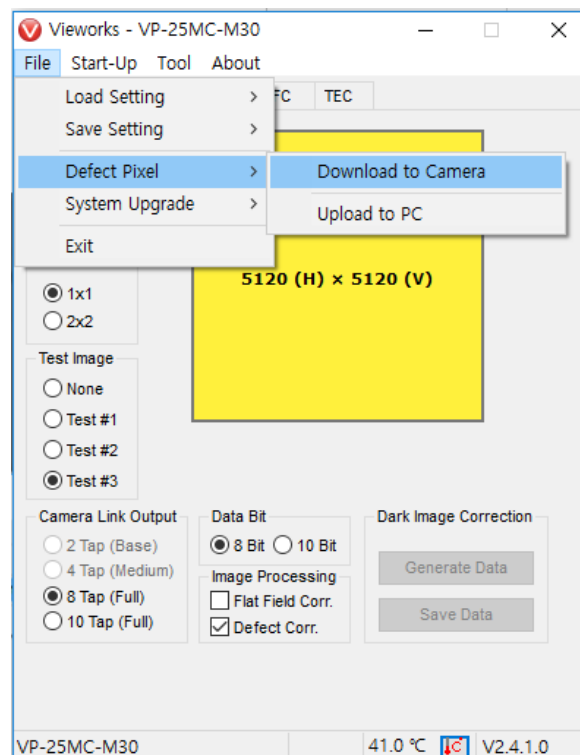 Vieworks - VP-25MC-M30
File Start-Up Tool About
Load Setting
Save Setting
Defect Pixel
System Upgrade
Exit
Download to Camera
Upload to PC
FC TEC
5120 (H) × 5120 (V)
1x1
2x2
Test Image
None
Test #1
Test #2
Test #3
Camera Link Output
2 Tap (Base)
4 Tap (Medium)
8 Tap (Full)
10 Tap (Full)
Data Bit
8 Bit 10 Bit
Image Processing
Flat Field Corr.
Defect Corr.
Dark Image Correction
Generate Data
Save Data
VP-25MC-M30 41.0 ℃ C V2.4.1.0